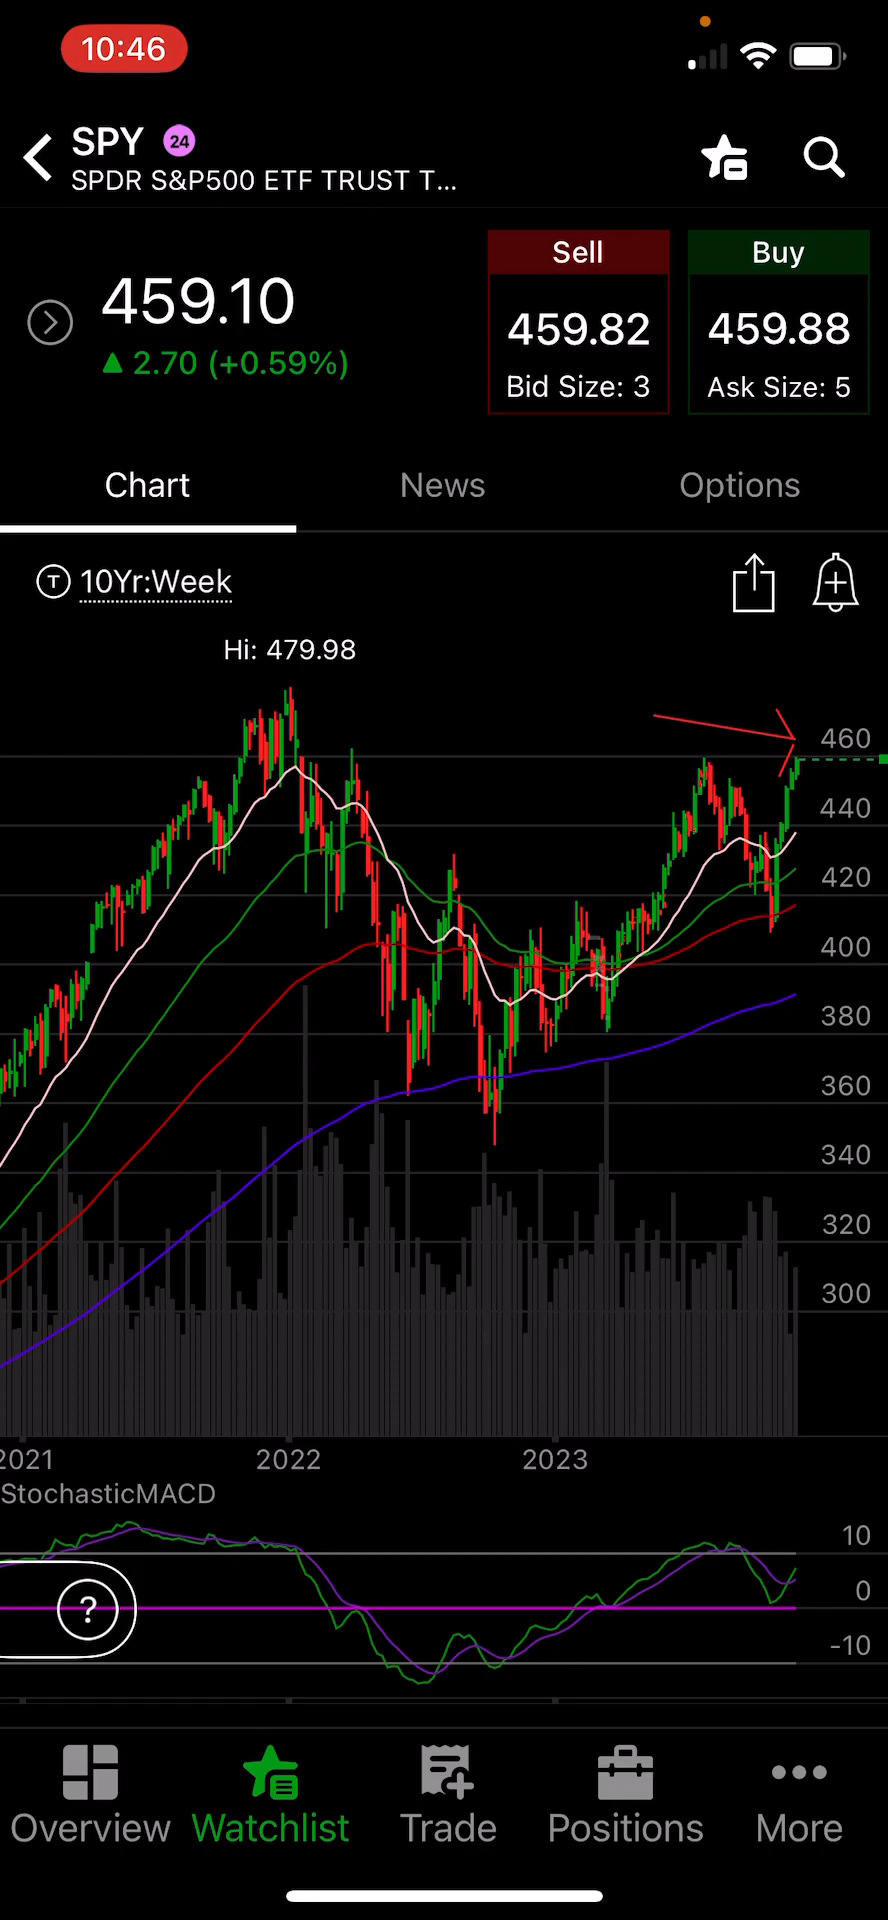 10:46
SPY 24
SPDR S&P500 ETF TRUST T...
459.10
2.70 (+0.59%)
Sell
459.82
Bid Size: 3
Buy
459.88
Ask Size: 5
Chart
News
Options
T 10Yr:Week
Hi: 479.98
460
440
420
400
380
360
340
320
300
2021
2022
2023
StochasticMACD
10
0
-10
?
Overview
Watchlist
Trade
Positions
More